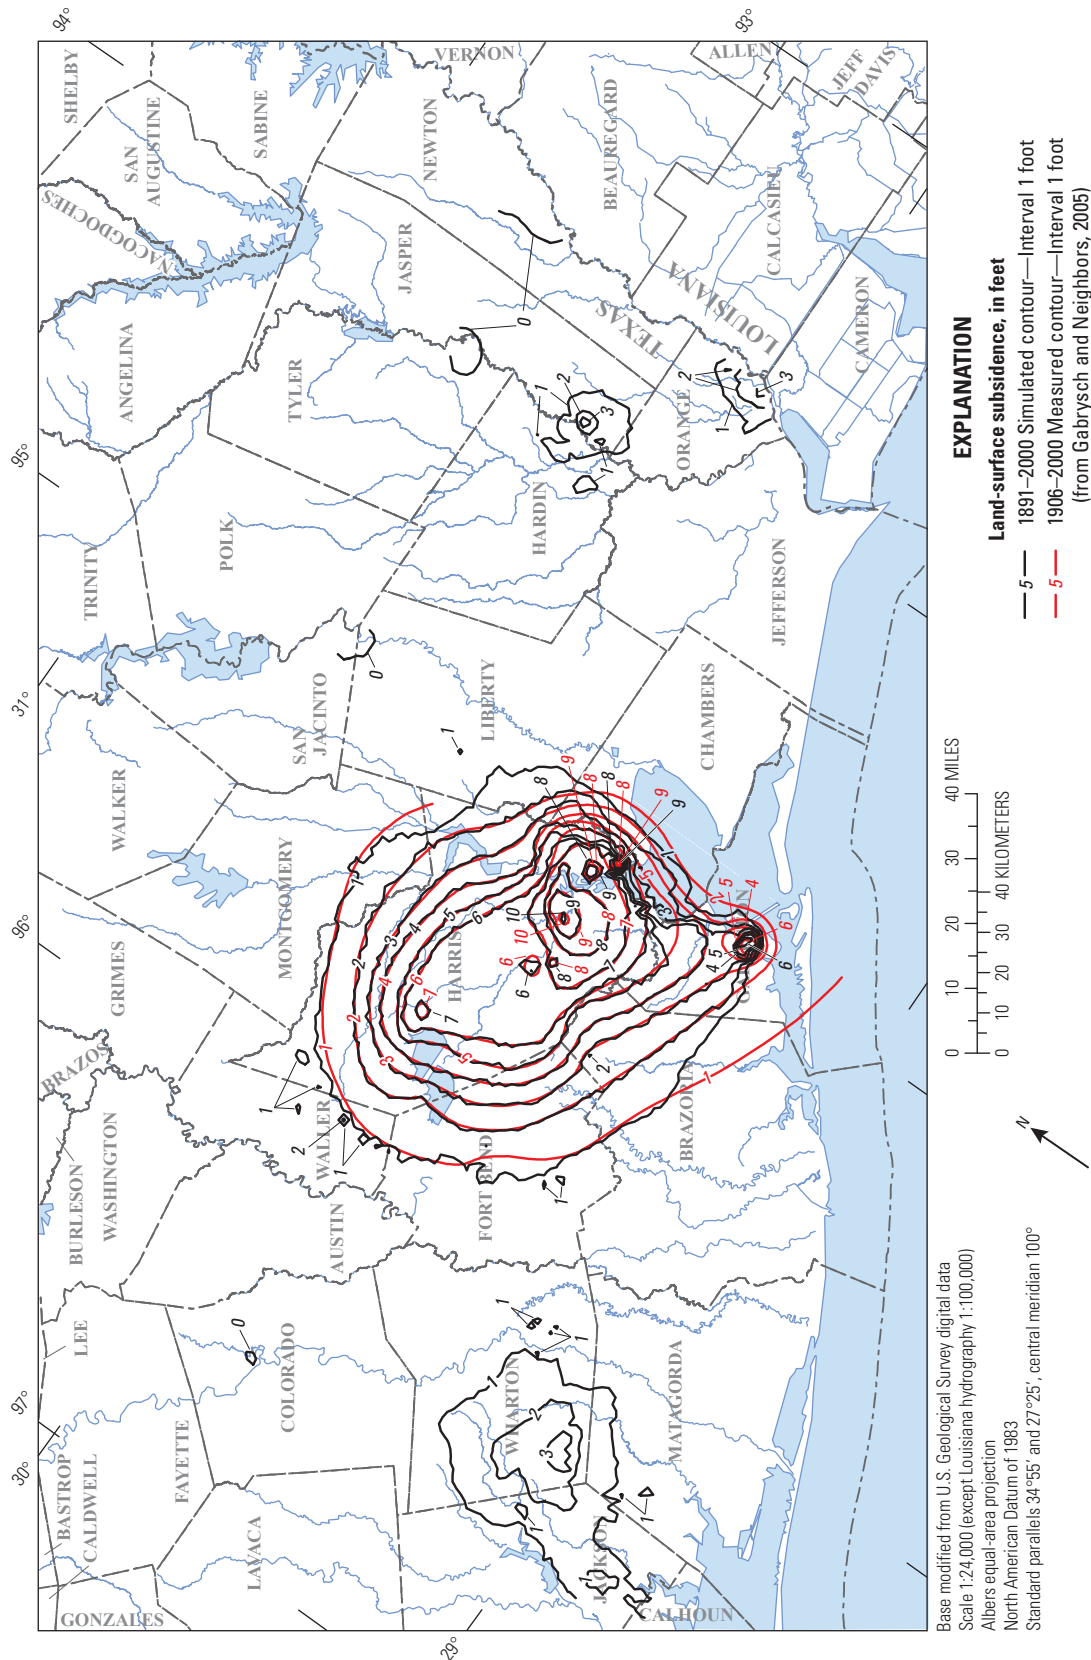 94°
93°
95°
31°
96°
97°
30°
29°
SHELBY
SAN
AUGUSTINE
SABINE
NACOGDOCHES
VERNON
ALLEN
JEFF
DAVIS
NEWTON
BEAUREGARD
CALCASIEU
CAMERON
JASPER
TEXAS
LOUISIANA
ANGELINA
TYLER
ORANGE
HARDIN
TRINITY
POLK
JEFFERSON
SAN
JACINTO
LIBERTY
CHAMBERS
WALKER
MONTGOMERY
GRIMES
HARRIS
BRAZOS
WALLER
FORT BEND
BRAZORIA
BURLESON
WASHINGTON
AUSTIN
LEE
COLORADO
WHARTON
MATAGORDA
FAYETTE
BASTROP
CALDWELL
LAVACA
JACKSON
GONZALES
CALHOUN
EXPLANATION
Land-surface subsidence, in feet
5 1891–2000 Simulated contour—Interval 1 foot
5 1906–2000 Measured contour—Interval 1 foot
(from Gabrysch and Neighbors, 2005)
0 10 20 30 40 MILES
0 10 20 30 40 KILOMETERS
N
Base modified from U.S. Geological Survey digital data
Scale 1:24,000 (except Louisiana hydrography 1:100,000)
Albers equal-area projection
North American Datum of 1983
Standard parallels 34°55′ and 27°25′, central meridian 100°